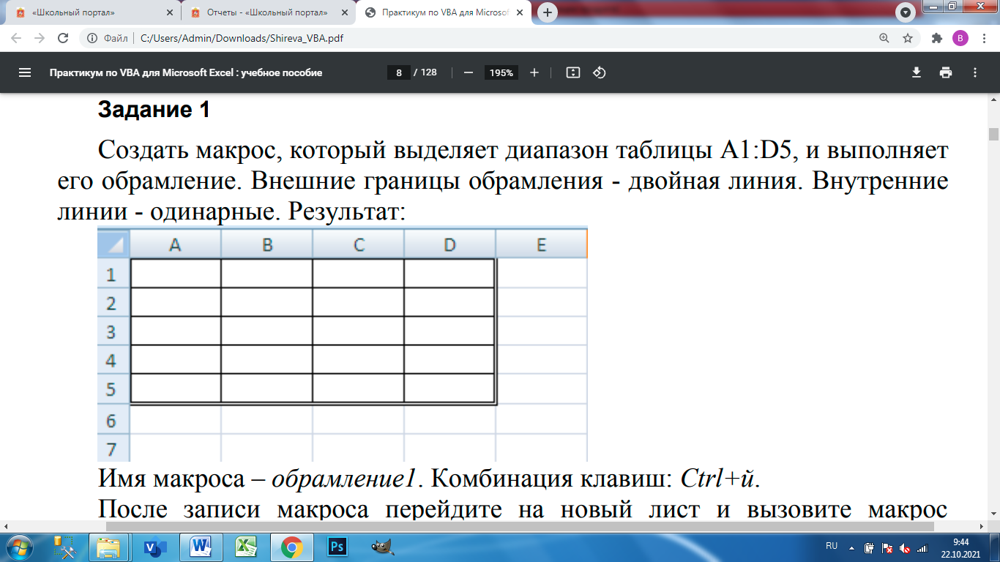 «Школьный портал»
Отчеты - «Школьный портал»
Практикум по VBA для Microsof
Файл
C:/Users/Admin/Downloads/Shireva_VBA.pdf
В
Практикум по VBA для Microsoft Excel : учебное пособие
8 / 128
195%
Задание 1
Создать макрос, который выделяет диапазон таблицы A1:D5, и выполняет
его обрамление. Внешние границы обрамления - двойная линия. Внутренние
линии - одинарные. Результат:
A B C D E
1
2
3
4
5
6
7
Имя макроса – обрамление1. Комбинация клавиш: Ctrl+й.
После записи макроса перейдите на новый лист и вызовите макрос
RU
9:44
22.10.2021